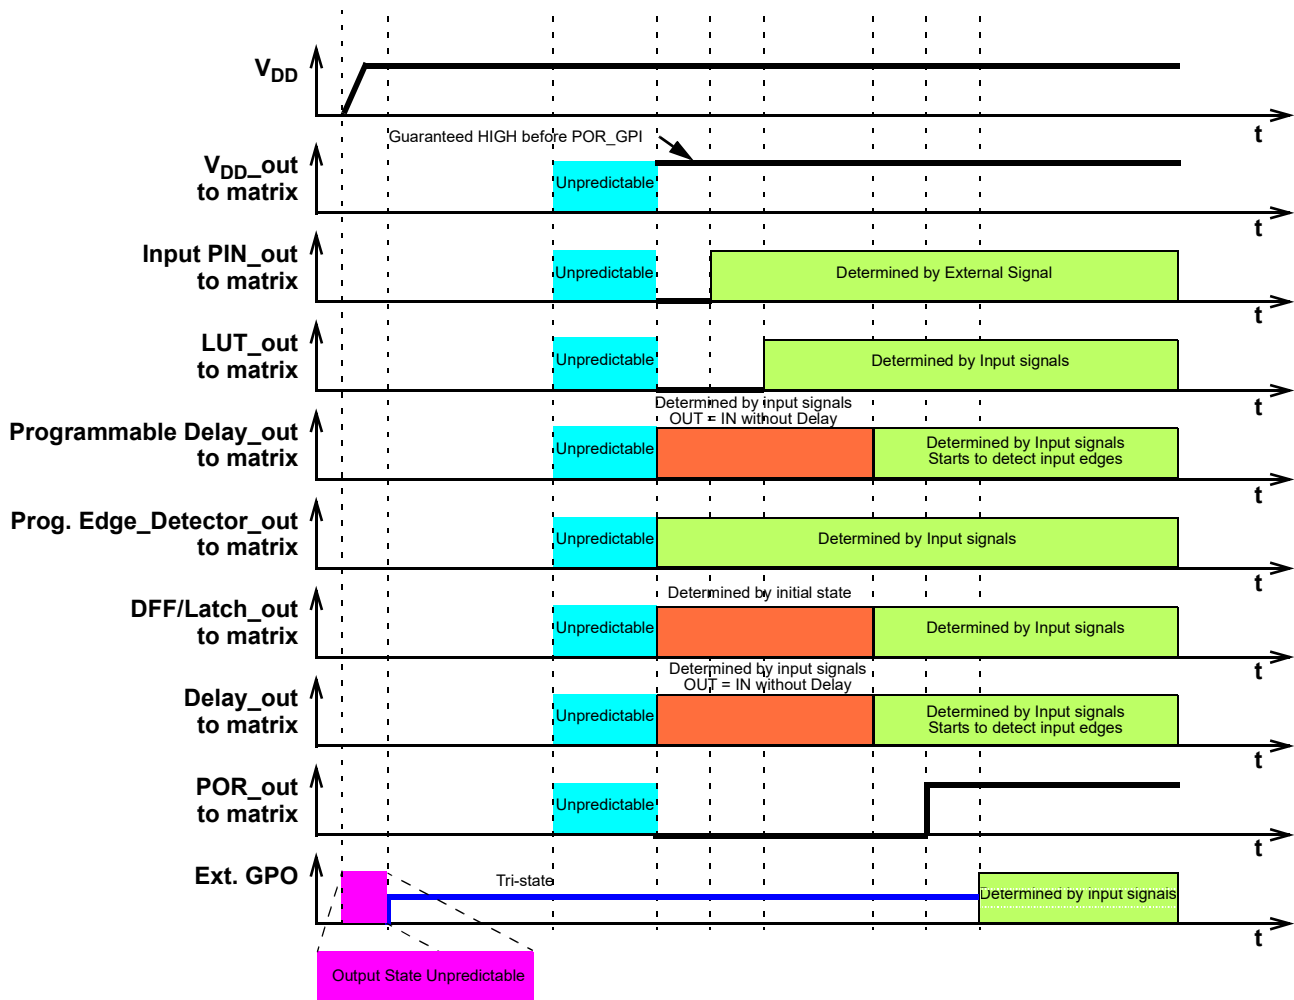 VDD
t
Guaranteed HIGH before POR_GPI
VDD_out
to matrix
Unpredictable
t
Input PIN_out
to matrix
Unpredictable
Determined by External Signal
t
LUT_out
to matrix
Unpredictable
Determined by Input signals
t
Determined by input signals
OUT = IN without Delay
Programmable Delay_out
to matrix
Unpredictable
Determined by Input signals
Starts to detect input edges
t
Prog. Edge_Detector_out
to matrix
Unpredictable
Determined by Input signals
t
Determined by initial state
DFF/Latch_out
to matrix
Unpredictable
Determined by Input signals
t
Determined by input signals
OUT = IN without Delay
Delay_out
to matrix
Unpredictable
Determined by Input signals
Starts to detect input edges
t
POR_out
to matrix
Unpredictable
t
Ext. GPO
Tri-state
Determined by input signals
t
Output State Unpredictable